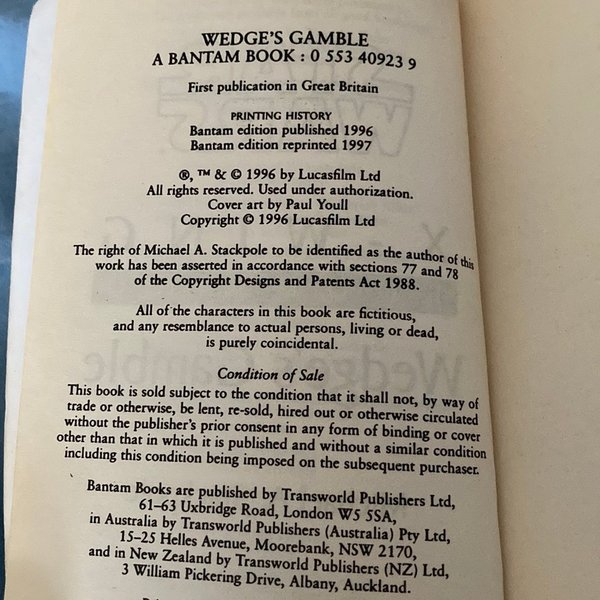 WEDGE'S GAMBLE
A BANTAM BOOK : 0 553 40923 9
First publication in Great Britain
PRINTING HISTORY
Bantam edition published 1996
Bantam edition reprinted 1997
®, ™ & © 1996 by Lucasfilm Ltd
All rights reserved. Used under authorization.
Cover art by Paul Youll
Copyright © 1996 Lucasfilm Ltd
The right of Michael A. Stackpole to be identified as the author of this
work has been asserted in accordance with sections 77 and 78
of the Copyright Designs and Patents Act 1988.
All of the characters in this book are fictitious,
and any resemblance to actual persons, living or dead,
is purely coincidental.
Condition of Sale
This book is sold subject to the condition that it shall not, by way of
trade or otherwise, be lent, re-sold, hired out or otherwise circulated
without the publisher's prior consent in any form of binding or cover
other than that in which it is published and without a similar condition
including this condition being imposed on the subsequent purchaser.
Bantam Books are published by Transworld Publishers Ltd,
61–63 Uxbridge Road, London W5 5SA,
in Australia by Transworld Publishers (Australia) Pty Ltd,
15–25 Helles Avenue, Moorebank, NSW 2170,
and in New Zealand by Transworld Publishers (NZ) Ltd,
3 William Pickering Drive, Albany, Auckland.